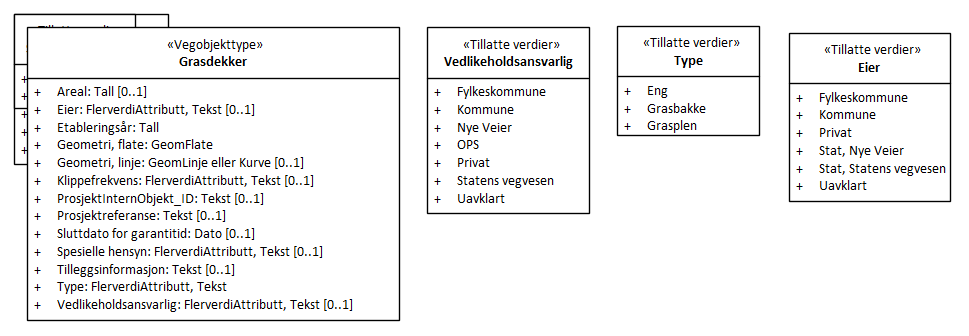 «Vegobjekttype»
Grasdekker
+ Areal: Tall [0..1]
+ Eier: FlerverdiAttributt, Tekst [0..1]
+ Etableringsår: Tall
+ Geometri, flate: GeomFlate
+ Geometri, linje: GeomLinje eller Kurve [0..1]
+ Klippefrekvens: FlerverdiAttributt, Tekst [0..1]
+ ProsjektInternObjekt_ID: Tekst [0..1]
+ Prosjektreferanse: Tekst [0..1]
+ Sluttdato for garantitid: Dato [0..1]
+ Spesielle hensyn: FlerverdiAttributt, Tekst [0..1]
+ Tilleggsinformasjon: Tekst [0..1]
+ Type: FlerverdiAttributt, Tekst
+ Vedlikeholdsansvarlig: FlerverdiAttributt, Tekst [0..1]
«Tillatte verdier»
Vedlikeholdsansvarlig
+ Fylkeskommune
+ Kommune
+ Nye Veier
+ OPS
+ Privat
+ Statens vegvesen
+ Uavklart
«Tillatte verdier»
Type
+ Eng
+ Grasbakke
+ Grasplen
«Tillatte verdier»
Eier
+ Fylkeskommune
+ Kommune
+ Privat
+ Stat, Nye Veier
+ Stat, Statens vegvesen
+ Uavklart